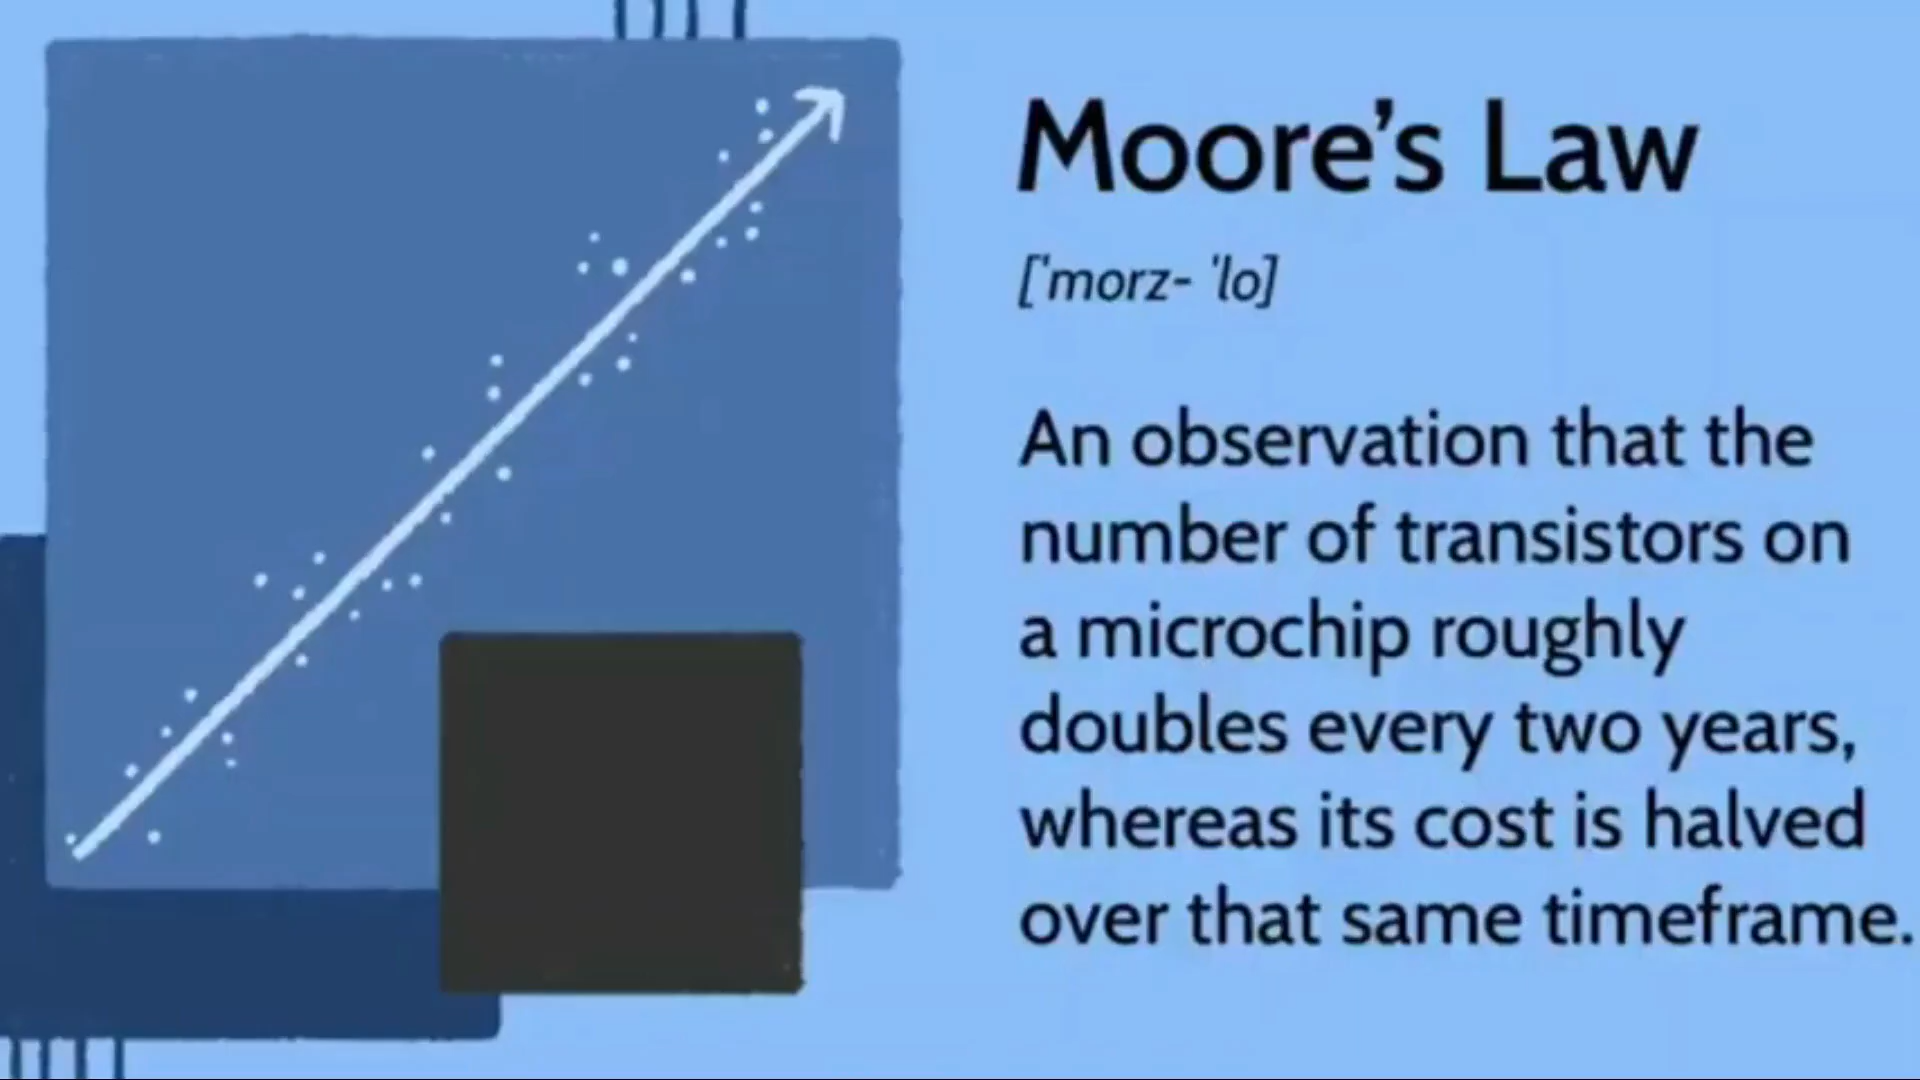 Moore's Law
['morz- 'lo]
An observation that the
number of transistors on
a microchip roughly
doubles every two years,
whereas its cost is halved
over that same timeframe.